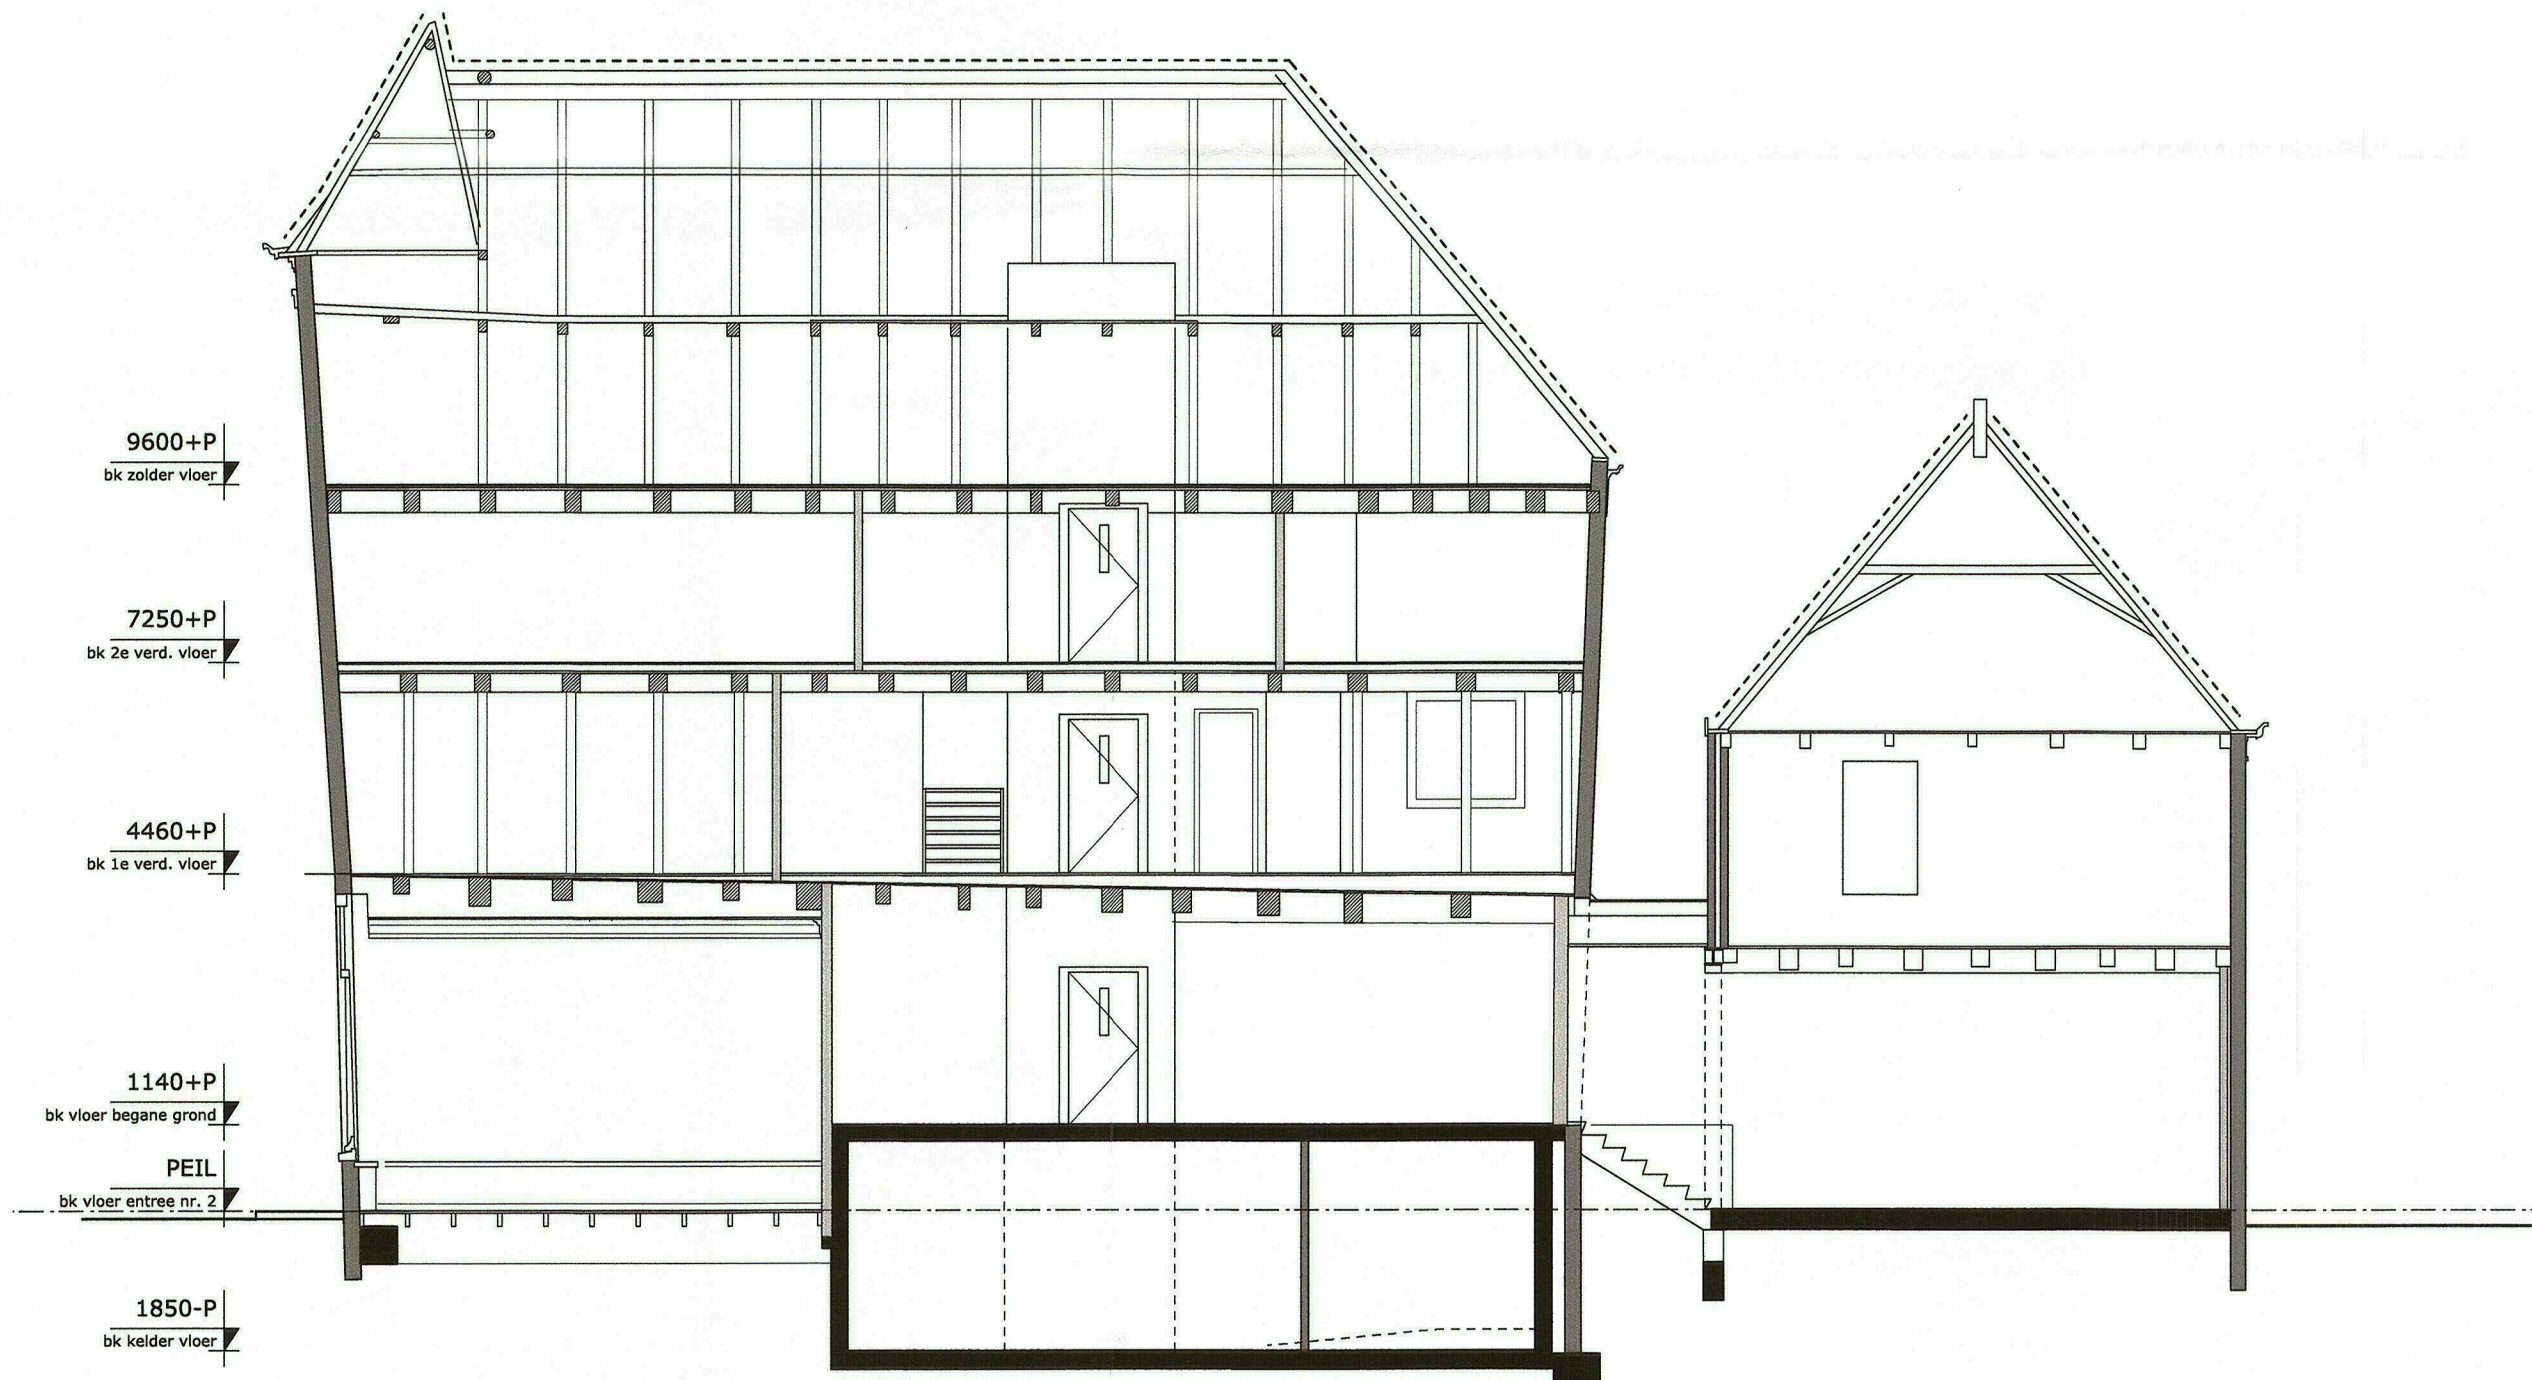 9600+P
bk zolder vloer
7250+P
bk 2e verd. vloer
4460+P
bk 1e verd. vloer
1140+P
bk vloer begane grond
PEIL
bk vloer entree nr. 2
1850-P
bk kelder vloer